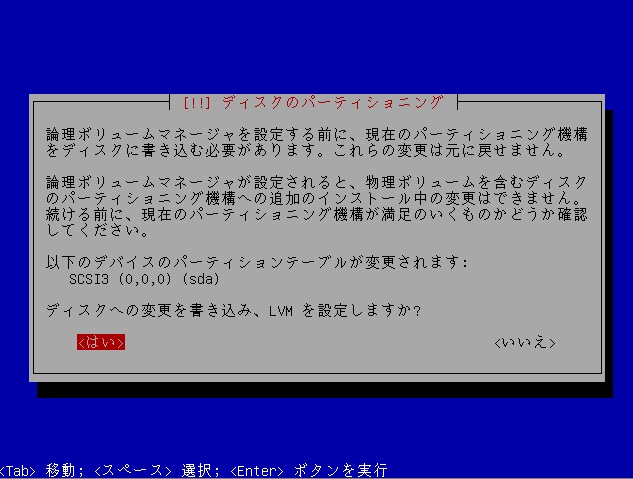 [!!] ディスクのパーティショニング
論理ボリュームマネージャを設定する前に、現在のパーティショニング機構
をディスクに書き込む必要があります。これらの変更は元に戻せません。
論理ボリュームマネージャが設定されると、物理ボリュームを含むディスク
のパーティショニング機構への追加のインストール中の変更はできません。
続ける前に、現在のパーティショニング機構が満足のいくものかどうか確認
してください。
以下のデバイスのパーティションテーブルが変更されます:
SCSI3 (0,0,0) (sda)
ディスクへの変更を書き込み、LVM を設定しますか?
<はい> <いいえ>
<Tab> 移動; <スペース> 選択; <Enter> ボタンを実行